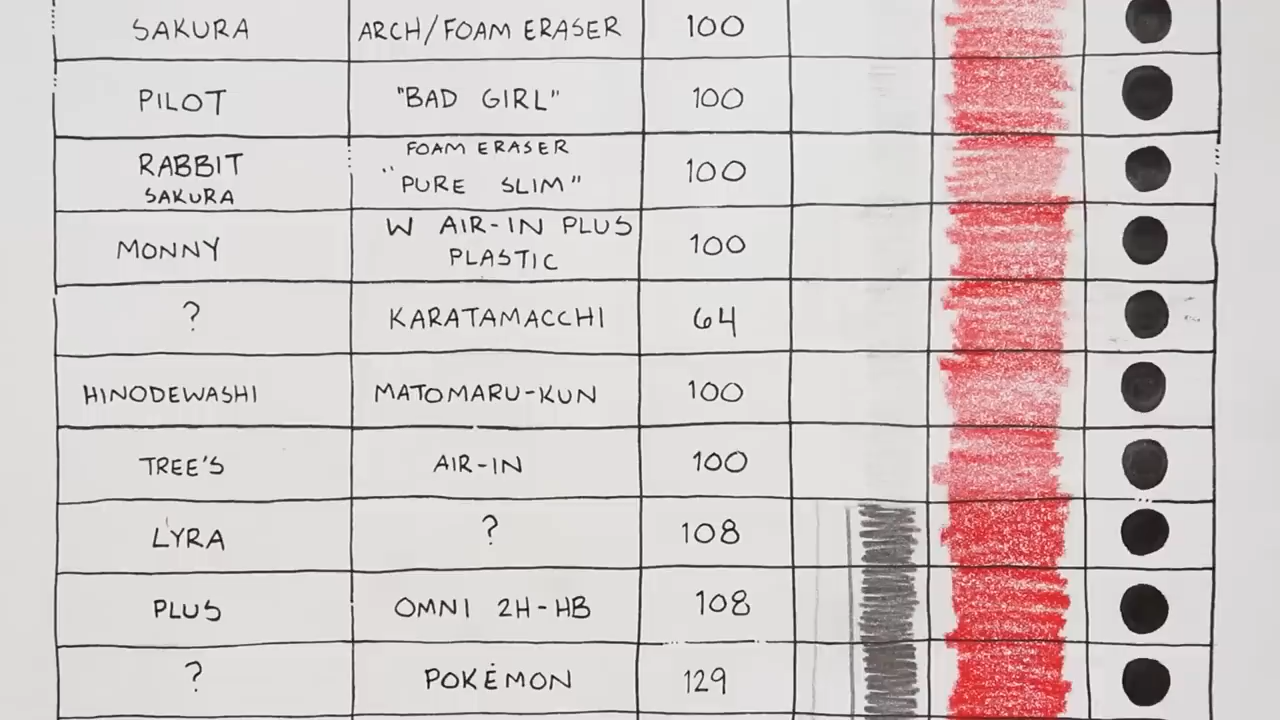 SAKURA ARCH/FOAM ERASER 100
PILOT "BAD GIRL" 100
RABBIT
SAKURA
FOAM ERASER
"PURE SLIM"
100
MONNY
W AIR-IN PLUS
PLASTIC
100
? KARATAMACCHI 64
HINODEWASHI MATOMARU-KUN 100
TREE'S AIR-IN 100
LYRA ? 108
PLUS OMNI 2H-HB 108
? POKÉMON 129